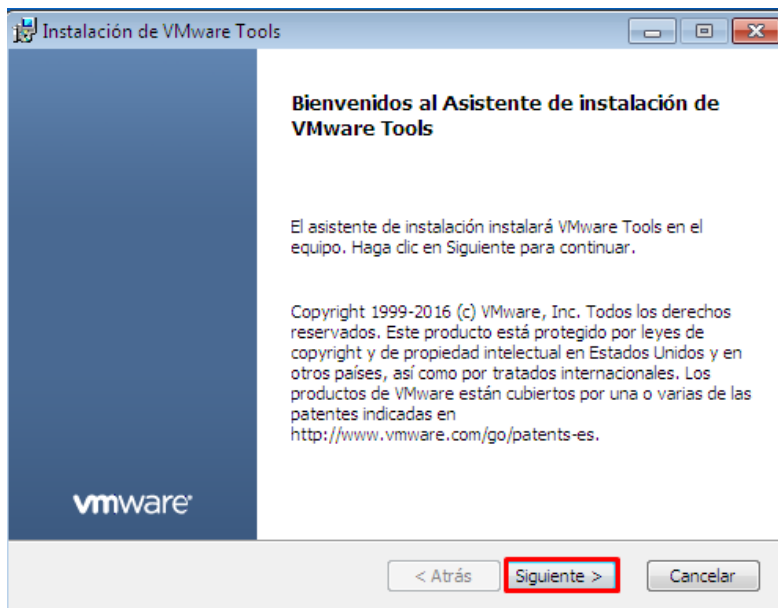 Instalación de VMware Tools
Bienvenidos al Asistente de instalación de
VMware Tools
El asistente de instalación instalará VMware Tools en el
equipo. Haga clic en Siguiente para continuar.
Copyright 1999-2016 (c) VMware, Inc. Todos los derechos
reservados. Este producto está protegido por leyes de
copyright y de propiedad intelectual en Estados Unidos y en
otros países, así como por tratados internacionales. Los
productos de VMware están cubiertos por una o varias de las
patentes indicadas en
http://www.vmware.com/go/patents-es.
vmware
< Atrás Siguiente > Cancelar